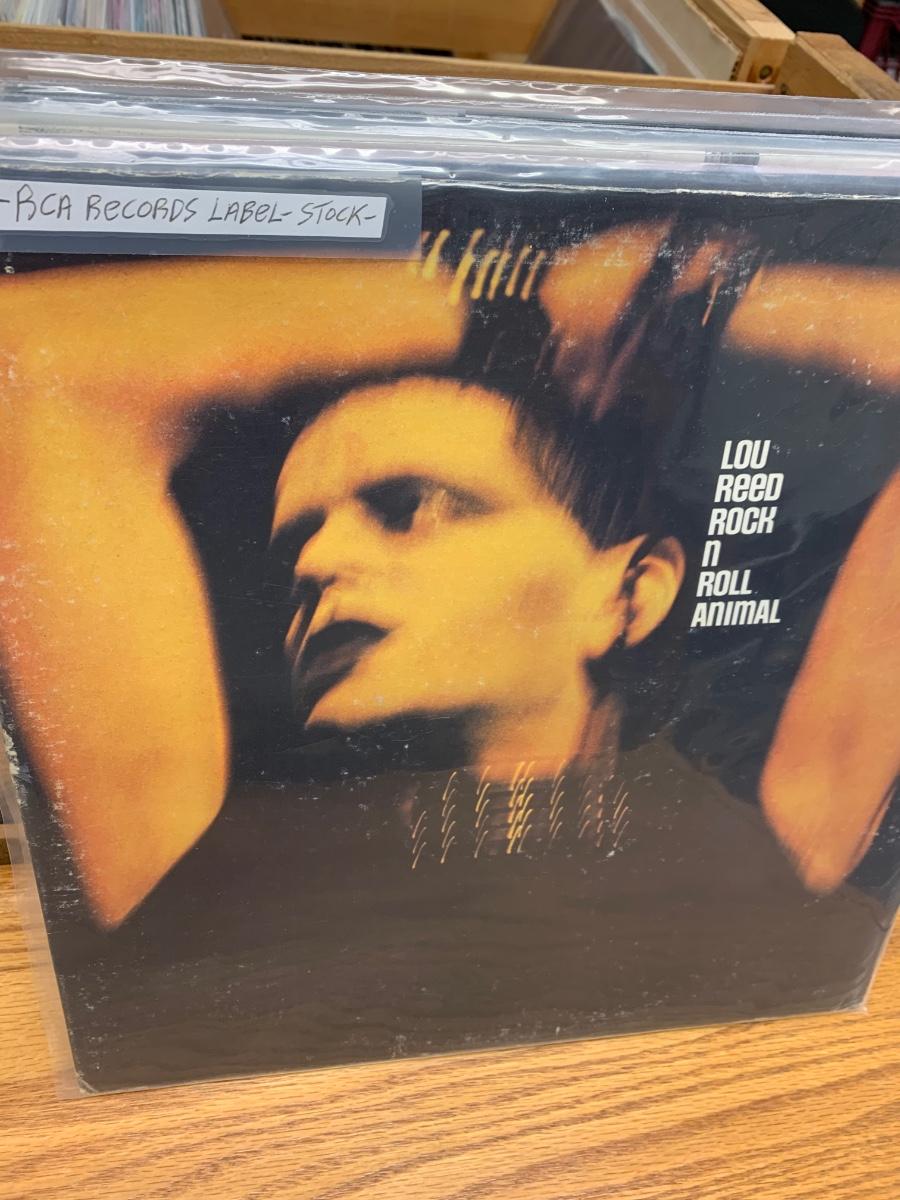 -RCA RECORDS LABEL-STOCK-
LOU
REED
ROCK
N
ROLL
ANIMAL